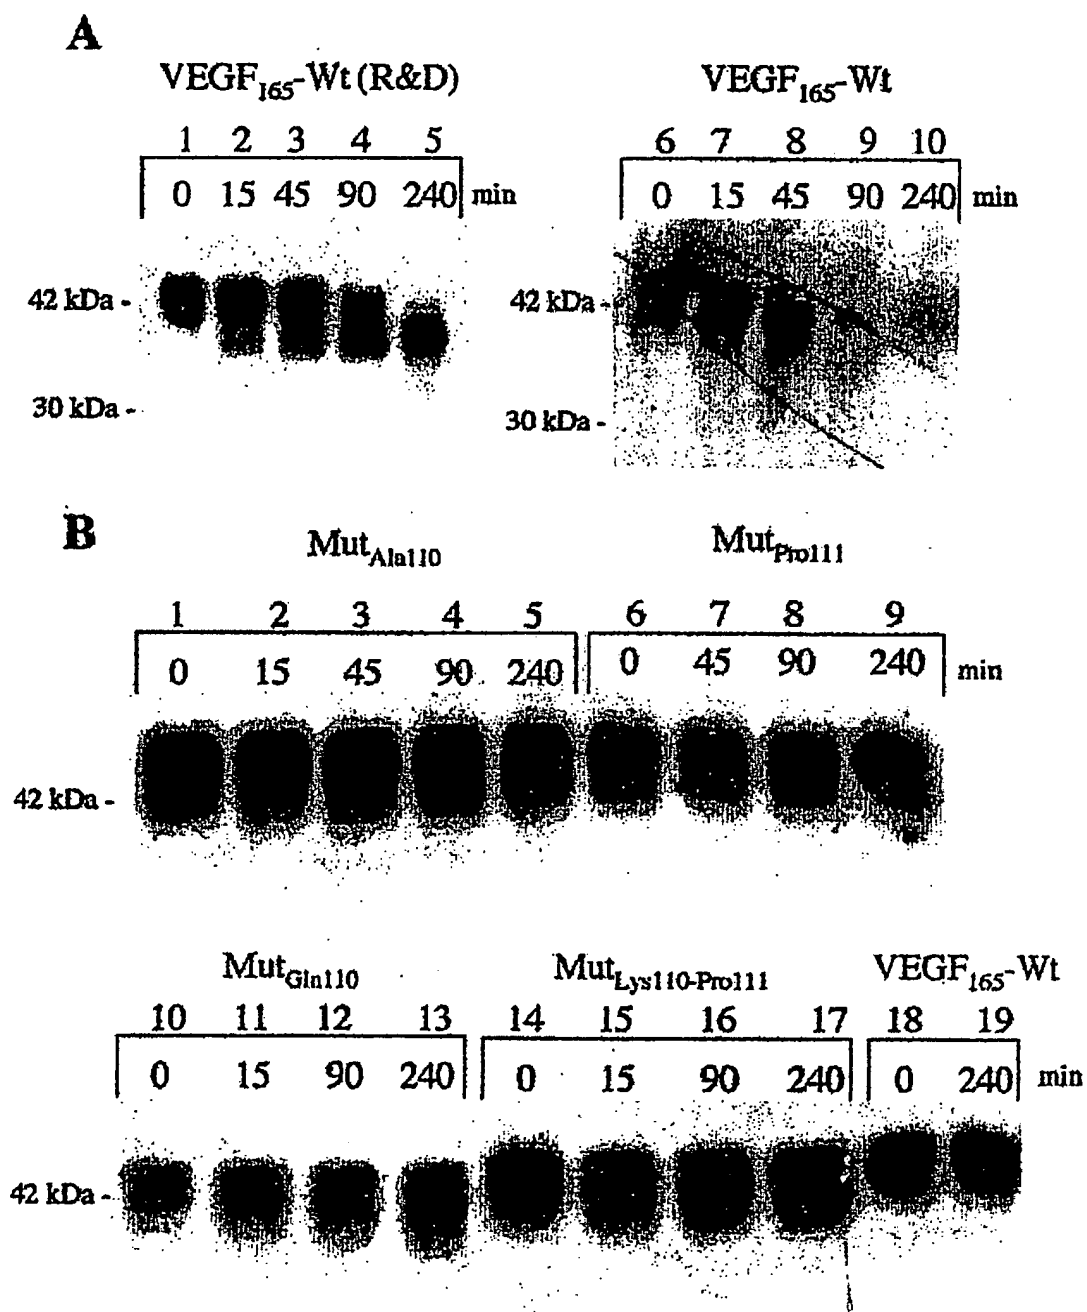 A
VEGF165-Wt (R&D)
VEGF165-Wt
1 2 3 4 5
6 7 8 9 10
0 15 45 90 240 min
0 15 45 90 240 min
42 kDa -
42 kDa -
30 kDa -
30 kDa -
B
MutAla110
MutPro111
1 2 3 4 5 6 7 8 9
0 15 45 90 240 0 45 90 240 min
42 kDa -
MutGln110
MutLys110-Pro111
VEGF165-Wt
10 11 12 13 14 15 16 17 18 19
0 15 90 240 0 15 90 240 0 240 min
42 kDa -